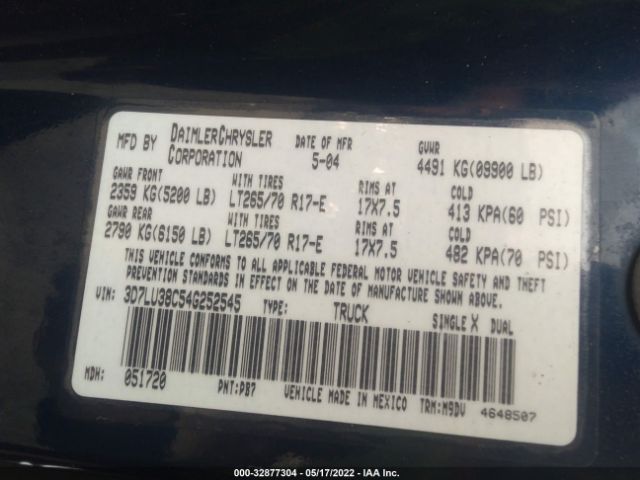 MFD BY DAIMLERCHRYSLER CORPORATION DATE OF MFR 5-04 GVWR 4491 KG(09900 LB)
GAWR FRONT WITH TIRES RIMS AT COLD
2359 KG(5200 LB) LT265/70 R17-E 17X7.5 413 KPA(60 PSI)
GAWR REAR WITH TIRES RIMS AT COLD
2790 KG(6150 LB) LT265/70 R17-E 17X7.5 482 KPA(70 PSI)
THIS VEHICLE CONFORMS TO ALL APPLICABLE FEDERAL MOTOR VEHICLE SAFETY AND THEFT
PREVENTION STANDARDS IN EFFECT ON THE DATE OF MANUFACTURE SHOWN ABOVE.
VIN: 3D7LU38C54G252545 TYPE: TRUCK SINGLE X DUAL
MDH: 051720 PNT:PB7 VEHICLE MADE IN MEXICO TRM:M9DV 4648507
000-32877304 — 05/17/2022 — IAA Inc.